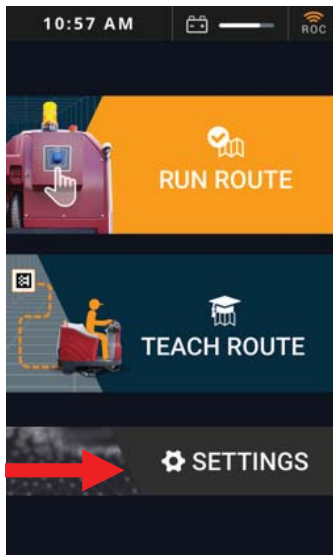 10:57 AM
ROC
RUN ROUTE
TEACH ROUTE
SETTINGS